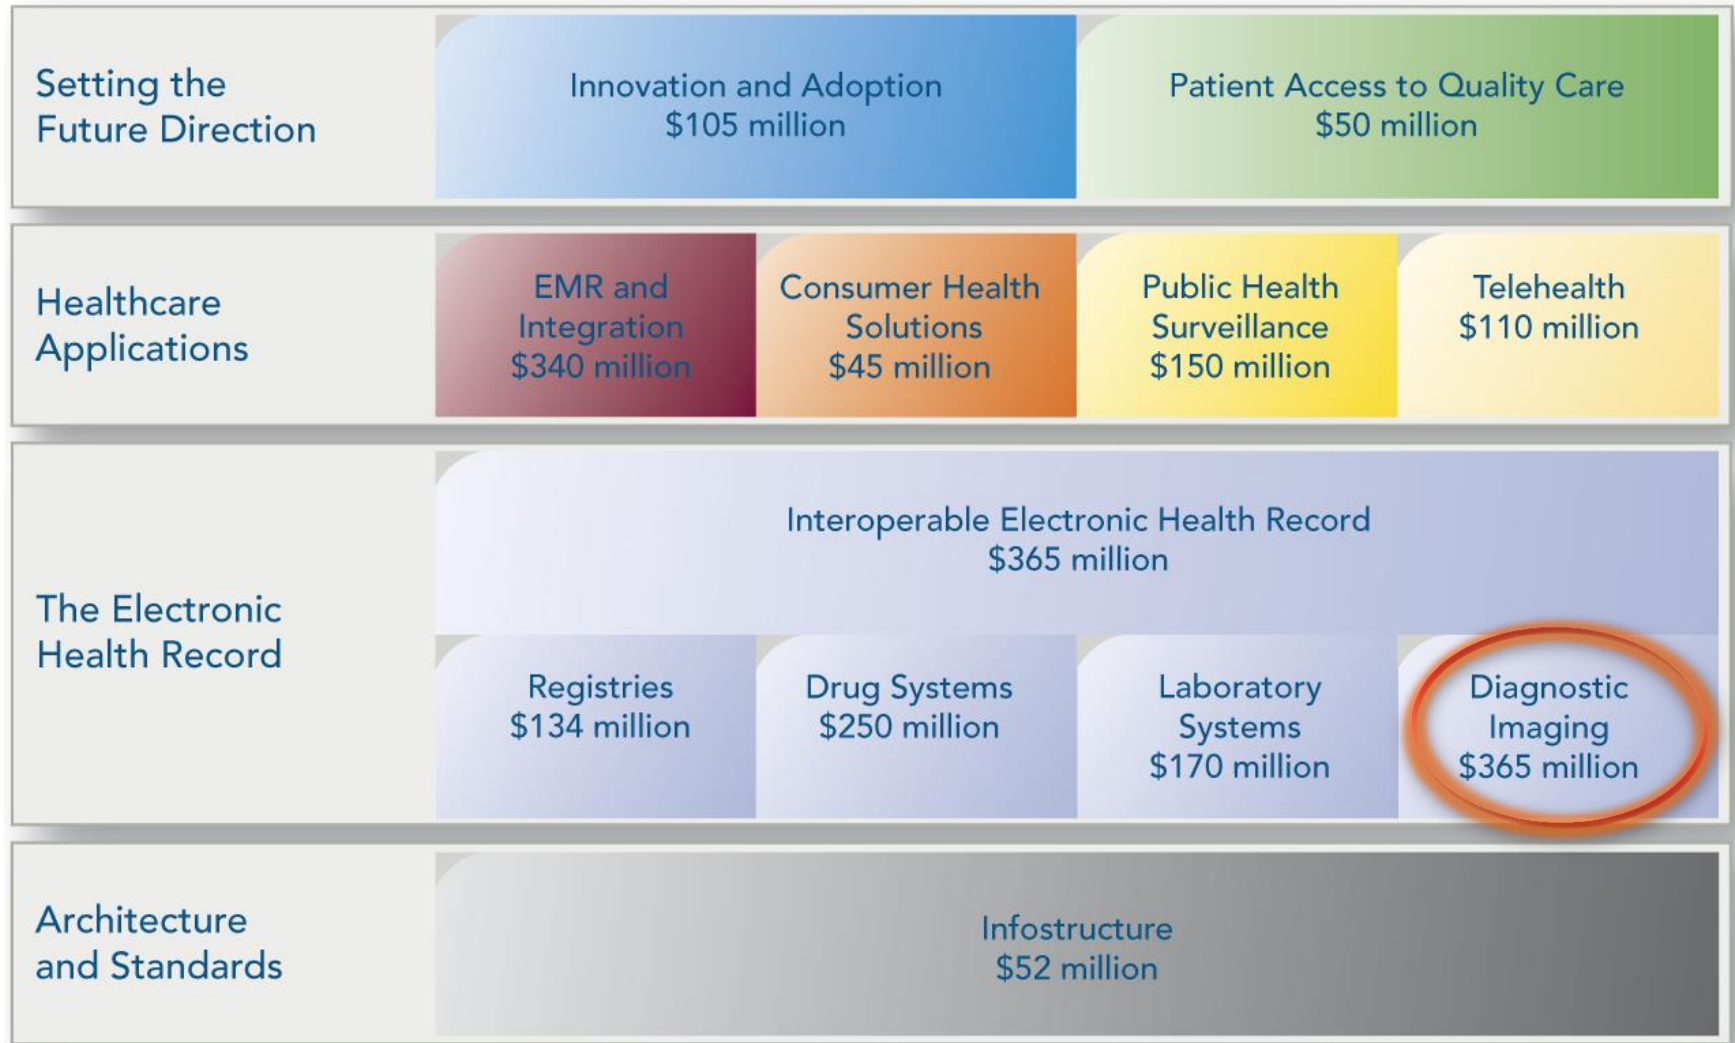 Setting the
Future Direction
Innovation and Adoption
$105 million
Patient Access to Quality Care
$50 million
Healthcare
Applications
EMR and
Integration
$340 million
Consumer Health
Solutions
$45 million
Public Health
Surveillance
$150 million
Telehealth
$110 million
The Electronic
Health Record
Interoperable Electronic Health Record
$365 million
Registries
$134 million
Drug Systems
$250 million
Laboratory
Systems
$170 million
Diagnostic
Imaging
$365 million
Architecture
and Standards
Infostructure
$52 million